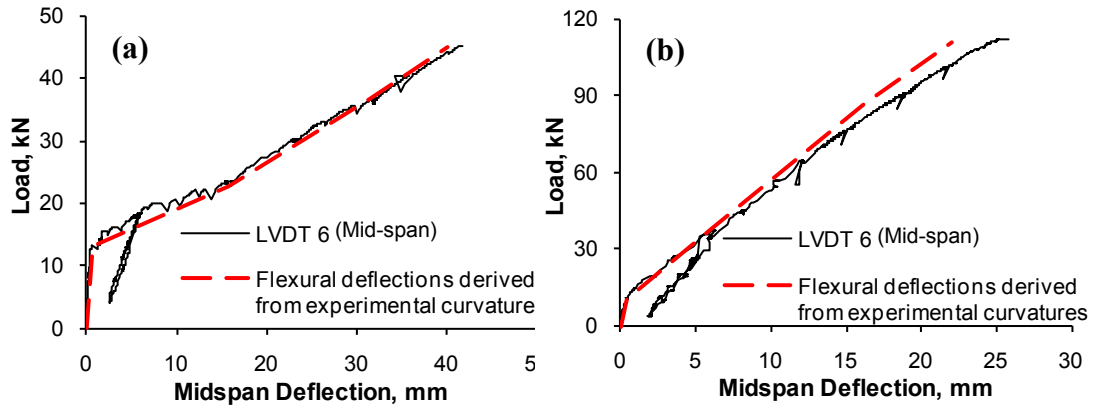 (a)
50
40
30
20
10
0
Load, kN
LVDT 6 (Mid-span)
Flexural deflections derived
from experimental curvature
0 10 20 30 40 5
Midspan Deflection, mm
(b)
120
90
60
30
0
Load, kN
LVDT 6 (Mid-span)
Flexural deflections derived
from experimental curvatures
0 5 10 15 20 25 30
Midspan Deflection, mm